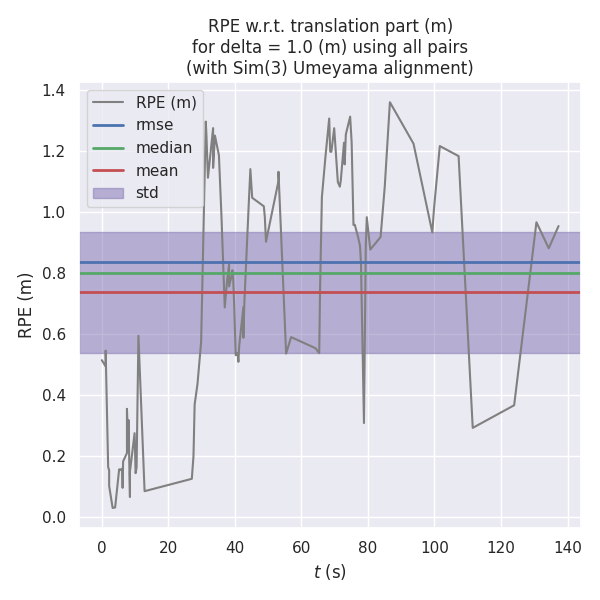 RPE w.r.t. translation part (m)
for delta = 1.0 (m) using all pairs
(with Sim(3) Umeyama alignment)
RPE (m)
rmse
median
mean
std
RPE (m)
1.4
1.2
1.0
0.8
0.6
0.4
0.2
0.0
0 20 40 60 80 100 120 140
t (s)